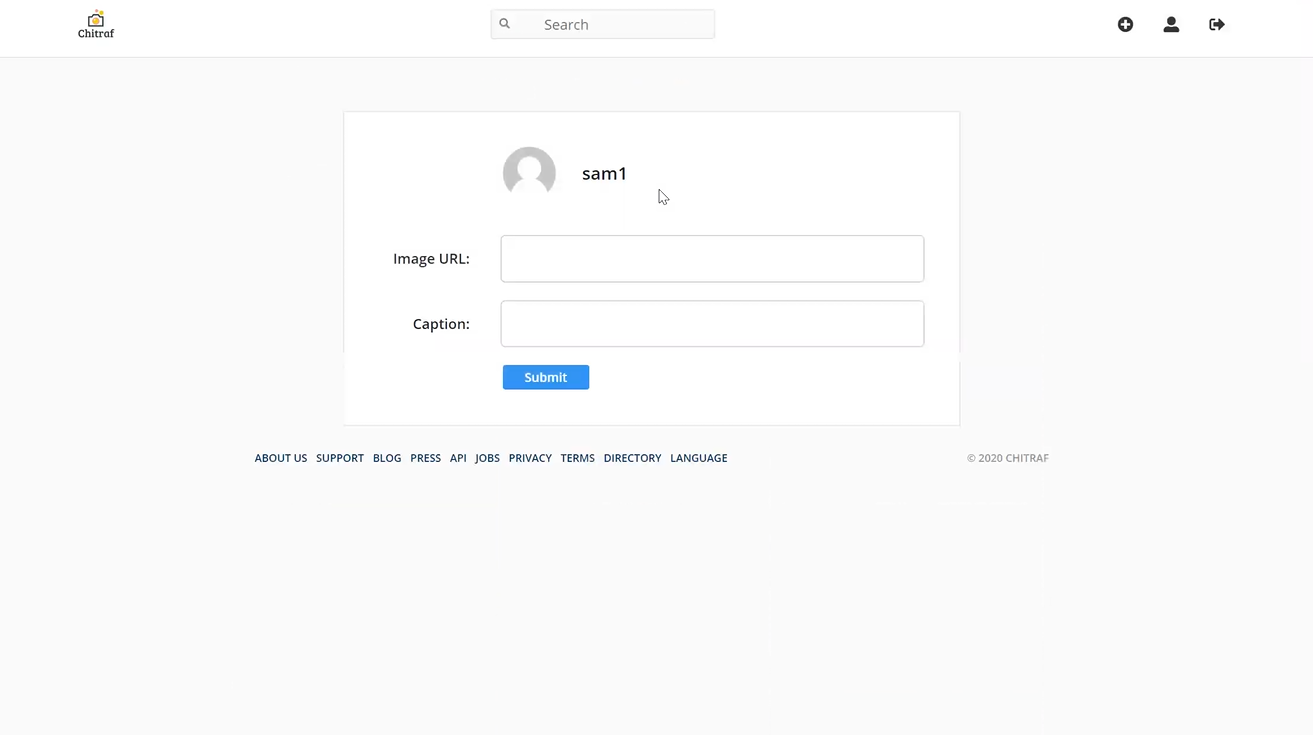 Chitraf
Search
sam1
Image URL:
Caption:
Submit
ABOUT US SUPPORT BLOG PRESS API JOBS PRIVACY TERMS DIRECTORY LANGUAGE
© 2020 CHITRAF